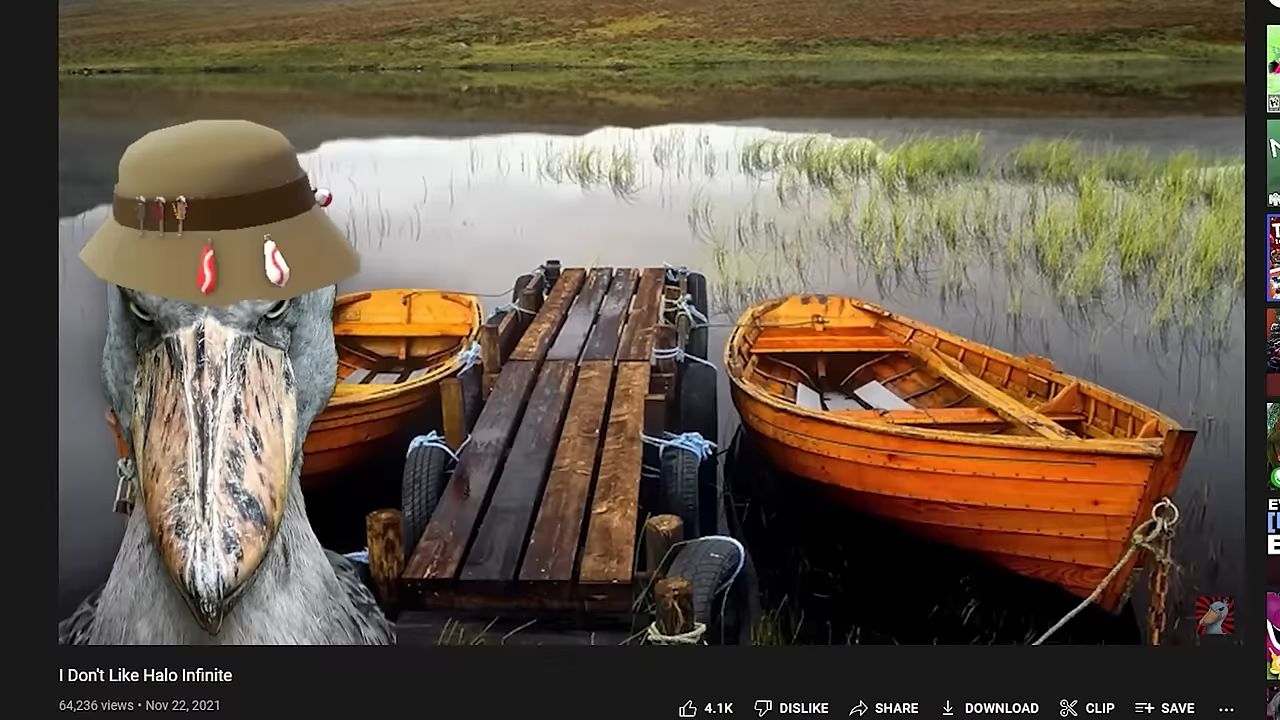 I Don't Like Halo Infinite
64,236 views • Nov 22, 2021
4.1K DISLIKE SHARE DOWNLOAD CLIP SAVE ...